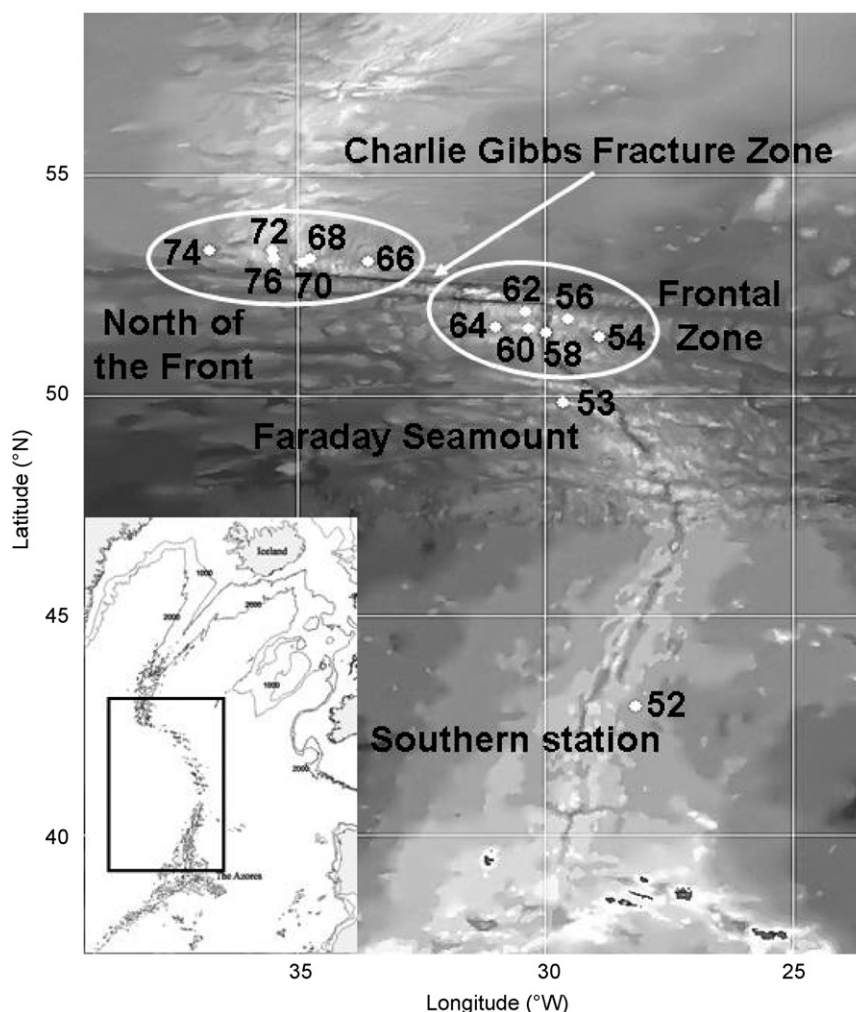 55
50
45
40
Latitude (°N)
Charlie Gibbs Fracture Zone
74
72
68
66
76
70
62
56
64
60
58
54
North of
the Front
Frontal
Zone
53
Faraday Seamount
52
Southern station
Iceland
1000
2000
2000
1000
2000
The Azores
35
30
25
Longitude (°W)